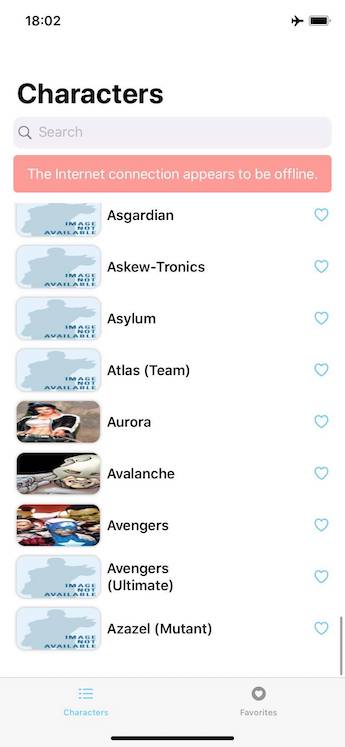 18:02
Characters
Search
The Internet connection appears to be offline.
IMAGE
NOT
AVAILABLE
Asgardian
IMAGE
NOT
AVAILABLE
Askew-Tronics
IMAGE
NOT
AVAILABLE
Asylum
IMAGE
NOT
AVAILABLE
Atlas (Team)
Aurora
Avalanche
Avengers
IMAGE
NOT
AVAILABLE
Avengers
(Ultimate)
IMAGE
NOT
AVAILABLE
Azazel (Mutant)
Characters
Favorites